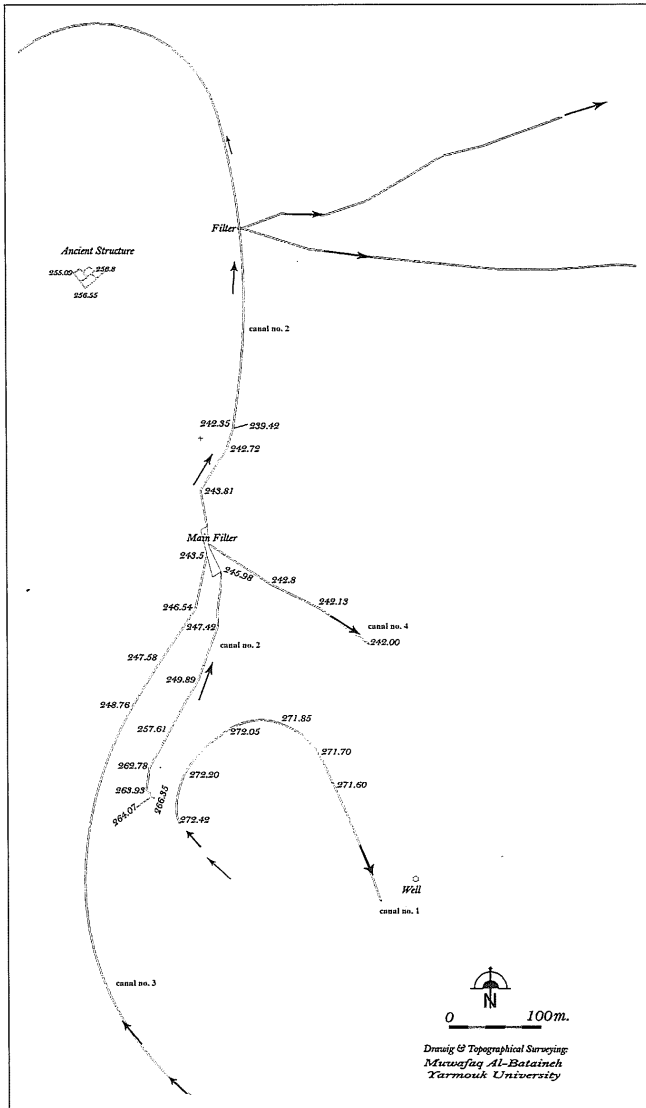 Filter
Ancient Structure
255.09
256.8
256.55
canal no. 2
242.35
239.42
242.72
243.81
Main Filter
243.5
245.98
242.8
242.13
canal no. 4
242.00
246.54
247.42
canal no. 2
247.58
249.89
248.76
257.61
272.05
271.85
271.70
262.78
272.20
271.60
263.93
266.35
264.07
272.42
Well
canal no. 1
canal no. 3
N
0 100m.
Drawig & Topographical Surveying:
Muwafaq Al-Bataineh
Yarmouk University